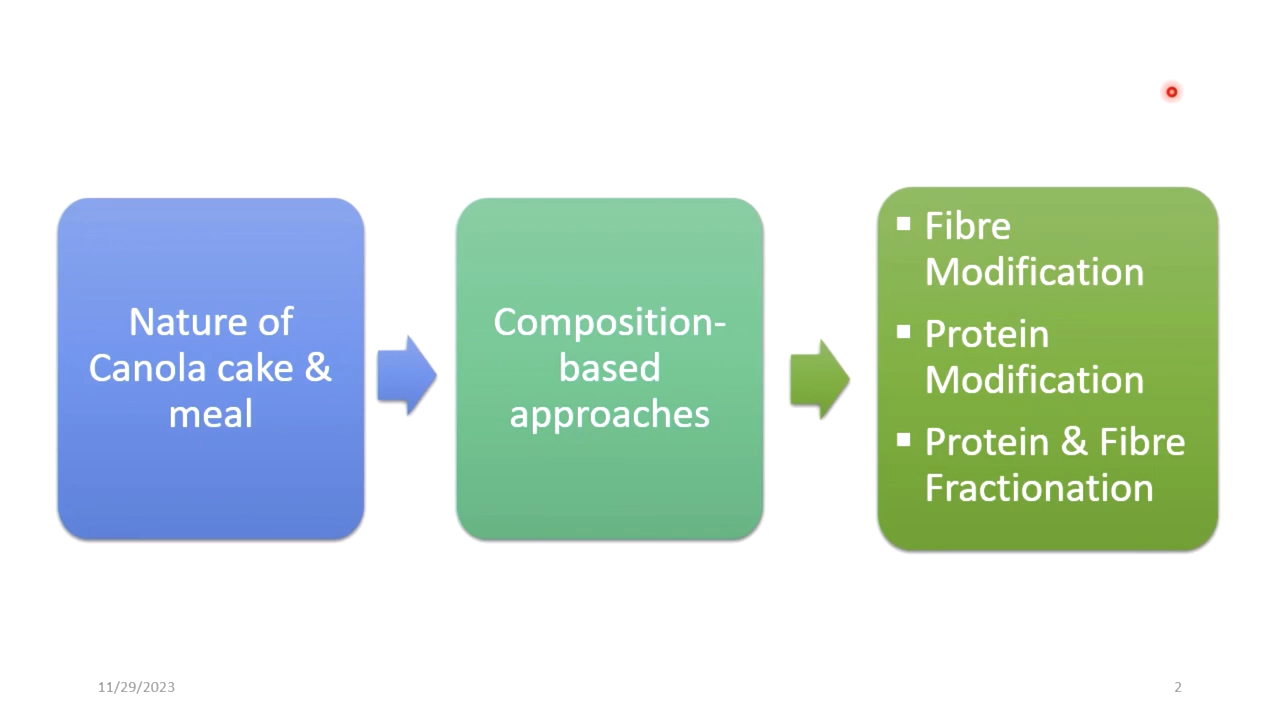 Nature of
Canola cake &
meal
Composition-
based
approaches
▪ Fibre
Modification
▪ Protein
Modification
▪ Protein & Fibre
Fractionation
11/29/2023
2